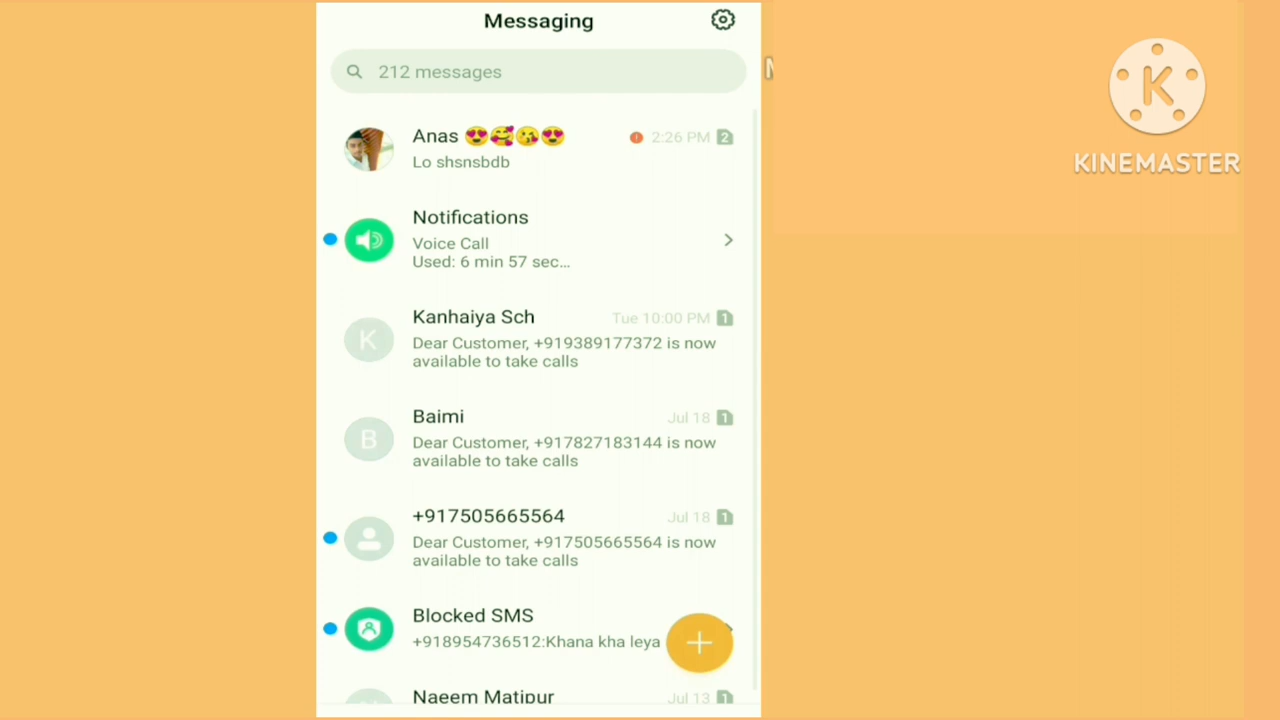 Messaging
212 messages
Anas 😍🥰😘😍 2:26 PM 2
Lo shsnsbdb
Notifications
Voice Call
Used: 6 min 57 sec...
Kanhaiya Sch Tue 10:00 PM 1
K
Dear Customer, +919389177372 is now
available to take calls
Baimi Jul 18 1
B
Dear Customer, +917827183144 is now
available to take calls
+917505665564 Jul 18 1
Dear Customer, +917505665564 is now
available to take calls
Blocked SMS
+918954736512:Khana kha leya
Naeem Matipur Jul 13 1
K
KINEMASTER